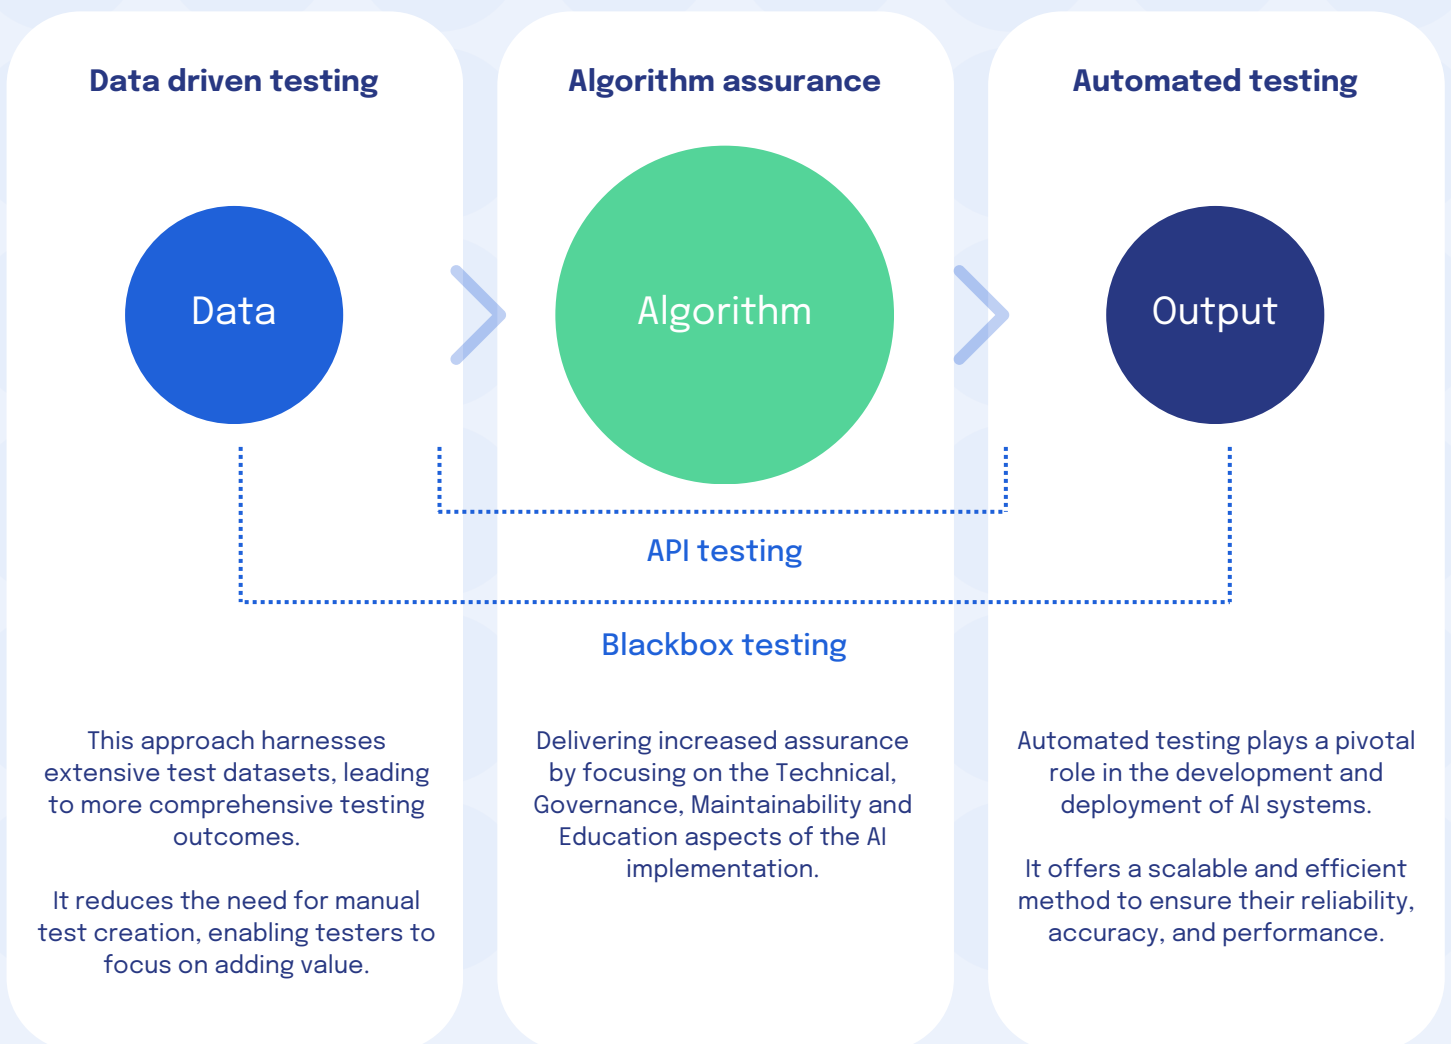 Data driven testing
Algorithm assurance
Automated testing
Data
Algorithm
Output
API testing
Blackbox testing
This approach harnesses
extensive test datasets, leading
to more comprehensive testing
outcomes.
It reduces the need for manual
test creation, enabling testers to
focus on adding value.
Delivering increased assurance
by focusing on the Technical,
Governance, Maintainability and
Education aspects of the AI
implementation.
Automated testing plays a pivotal
role in the development and
deployment of AI systems.
It offers a scalable and efficient
method to ensure their reliability,
accuracy, and performance.